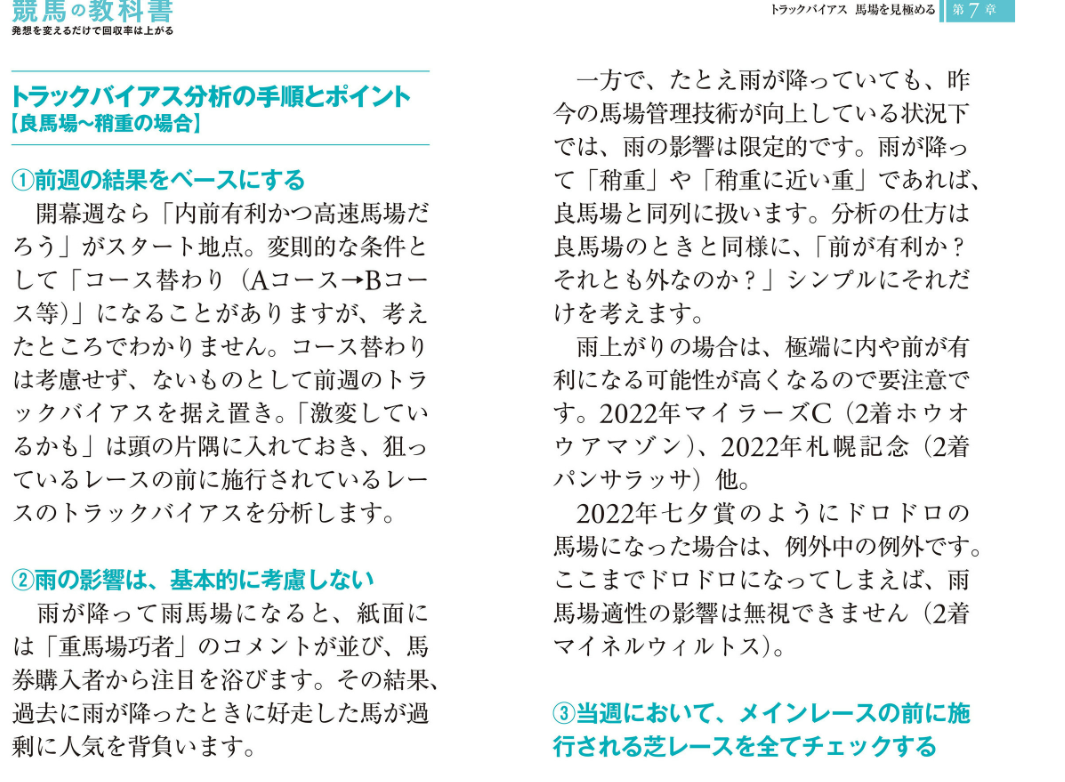 競馬の教科書
発想を変えるだけで回収率は上がる
トラックバイアス分析の手順とポイント
【良馬場〜稍重の場合】
①前週の結果をベースにする
　開幕週なら「内前有利かつ高速馬場だ
ろう」がスタート地点。変則的な条件と
して「コース替わり（Aコース→Bコー
ス等）」になることがありますが、考え
たところでわかりません。コース替わり
は考慮せず、ないものとして前週のトラ
ックバイアスを据え置き。「激変してい
るかも」は頭の片隅に入れておき、狙っ
ているレースの前に施行されているレー
スのトラックバイアスを分析します。
②雨の影響は、基本的に考慮しない
　雨が降って雨馬場になると、紙面に
は「重馬場巧者」のコメントが並び、馬
券購入者から注目を浴びます。その結果、
過去に雨が降ったときに好走した馬が過
剰に人気を背負います。
トラックバイアス 馬場を見極める 第7章
　一方で、たとえ雨が降っていても、昨
今の馬場管理技術が向上している状況下
では、雨の影響は限定的です。雨が降っ
て「稍重」や「稍重に近い重」であれば、
良馬場と同列に扱います。分析の仕方は
良馬場のときと同様に、「前が有利か？
それとも外なのか？」シンプルにそれだ
けを考えます。
　雨上がりの場合は、極端に内や前が有
利になる可能性が高くなるので要注意で
す。2022年マイラーズC（2着ホウオ
ウアマゾン）、2022年札幌記念（2着
パンサラッサ）他。
　2022年七夕賞のようにドロドロの
馬場になった場合は、例外中の例外です。
ここまでドロドロになってしまえば、雨
馬場適性の影響は無視できません（2着
マイネルウィルトス）。
③当週において、メインレースの前に施
行される芝レースを全てチェックする